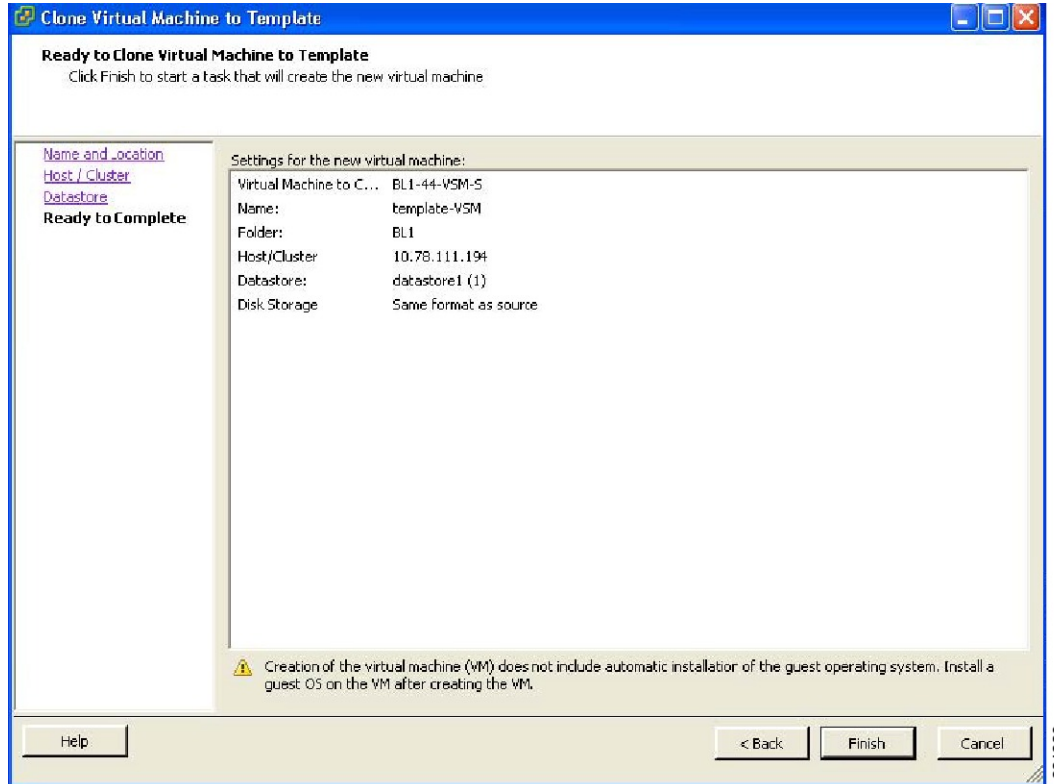 Clone Virtual Machine to Template
Ready to Clone Virtual Machine to Template
Click Finish to start a task that will create the new virtual machine
Name and Location
Host / Cluster
Datastore
Ready to Complete
Settings for the new virtual machine:
Virtual Machine to C... BL1-44-VSM-S
Name: template-VSM
Folder: BL1
Host/Cluster 10.78.111.194
Datastore: datastore1 (1)
Disk Storage Same format as source
Creation of the virtual machine (VM) does not include automatic installation of the guest operating system. Install a
guest OS on the VM after creating the VM.
Help
< Back
Finish
Cancel